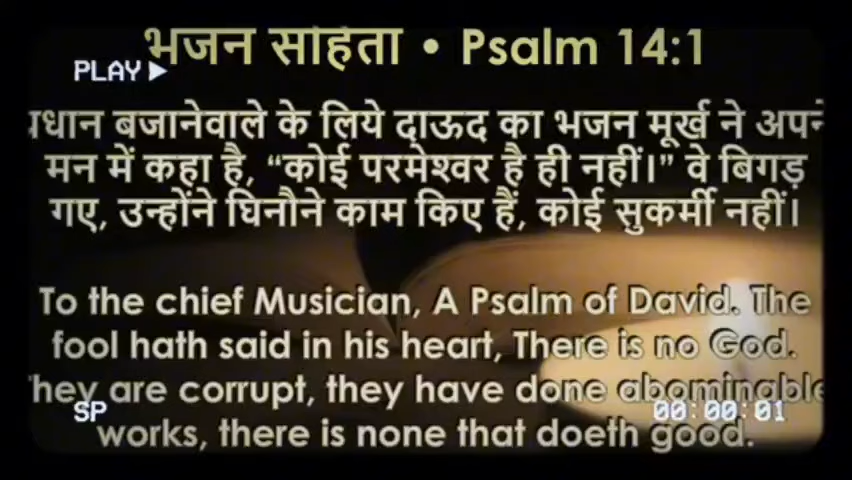 भजन साहता • Psalm 14:1
PLAY
बजानेवाले के लिये दाऊद का भजन मूर्ख ने
मन में कहा है, “कोई परमेश्वर है ही नहीं।” वे बिगड़
गए, उन्होंने घिनौने काम किए हैं, कोई सुकर्मी नहीं।
To the chief Musician, A Psalm of David. The
fool hath said in his heart, There is no God.
hey are corrupt, they have done abominable
SP 00:00:01
works, there is none that doeth good.